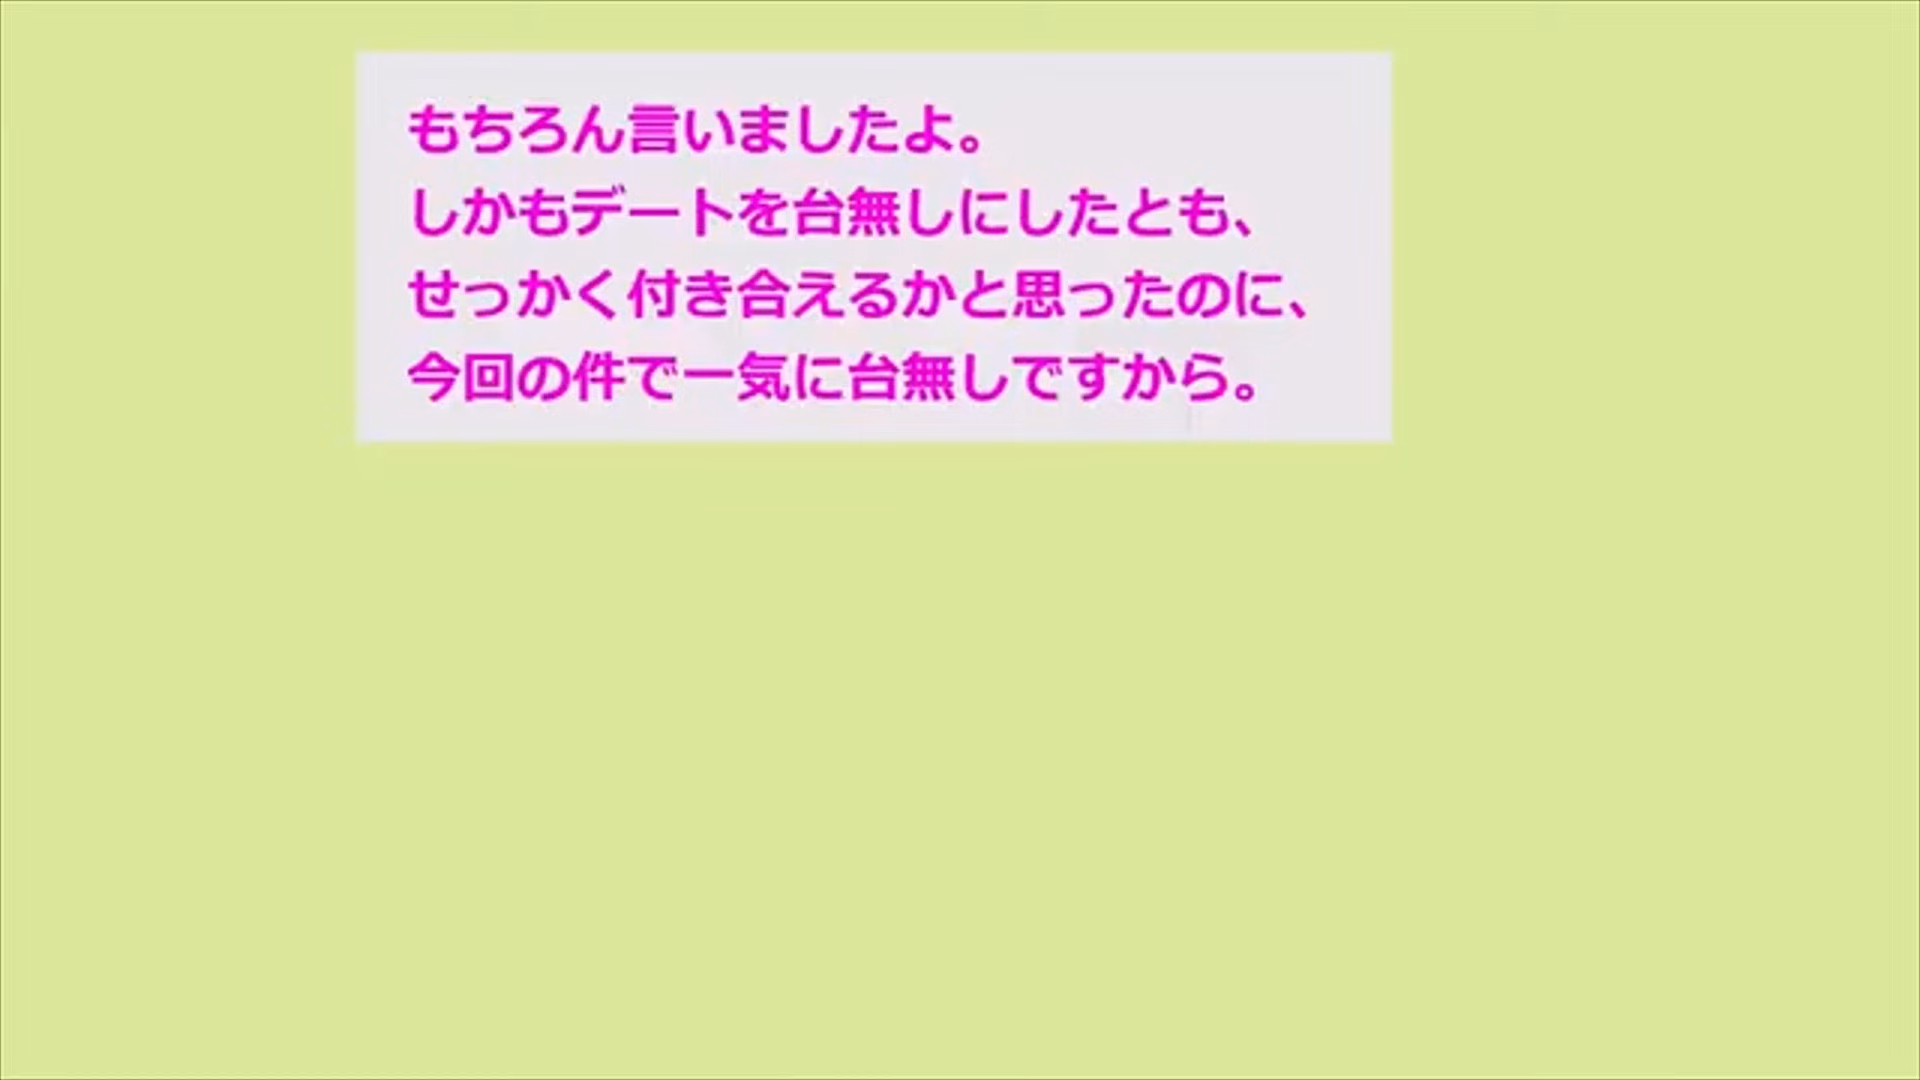 もちろん言いましたよ。
しかもデートを台無しにしたとも、
せっかく付き合えるかと思ったのに、
今回の件で一気に台無しですから。